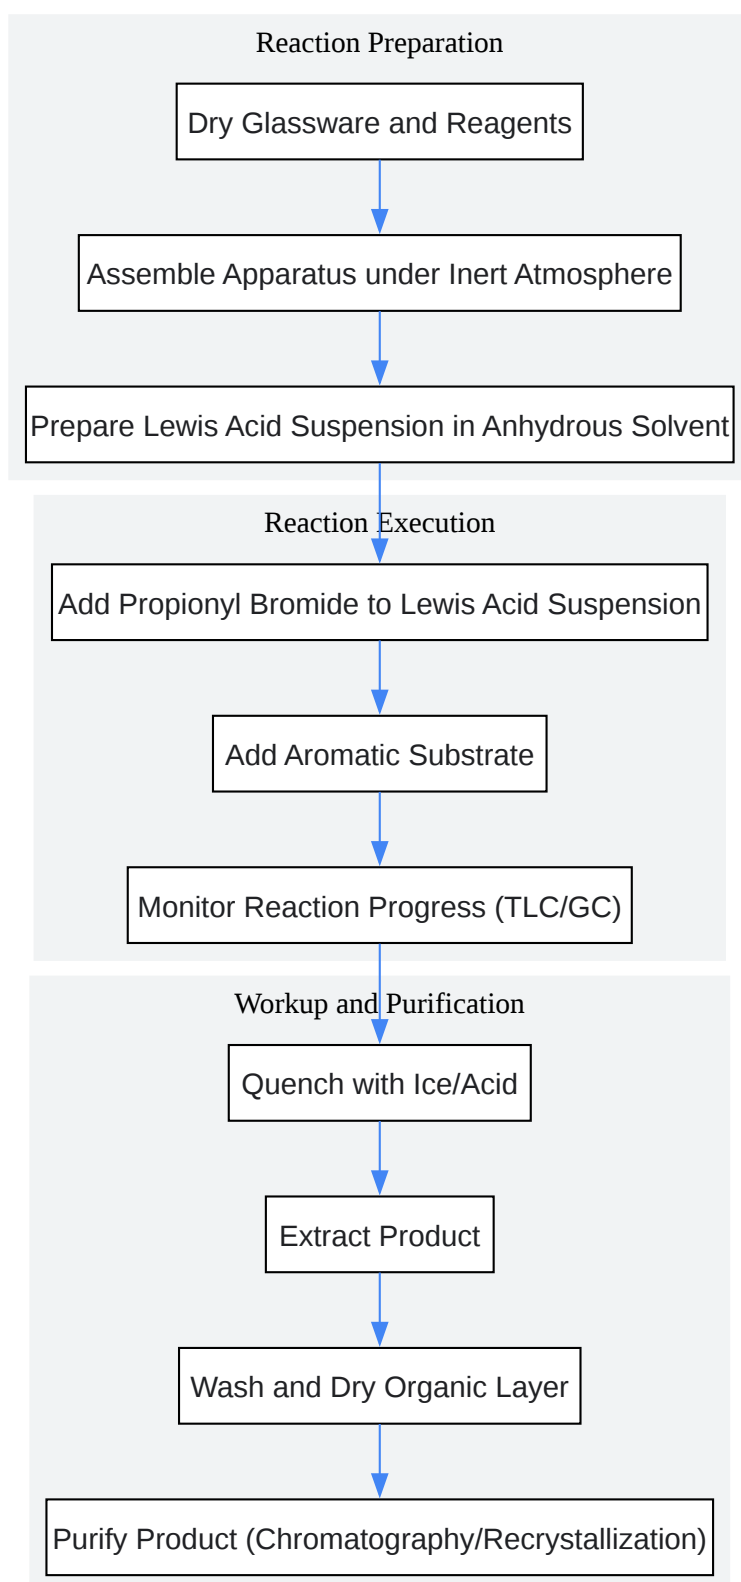 Reaction Preparation
Dry Glassware and Reagents
Assemble Apparatus under Inert Atmosphere
Prepare Lewis Acid Suspension in Anhydrous Solvent
Reaction Execution
Add Propionyl Bromide to Lewis Acid Suspension
Add Aromatic Substrate
Monitor Reaction Progress (TLC/GC)
Workup and Purification
Quench with Ice/Acid
Extract Product
Wash and Dry Organic Layer
Purify Product (Chromatography/Recrystallization)